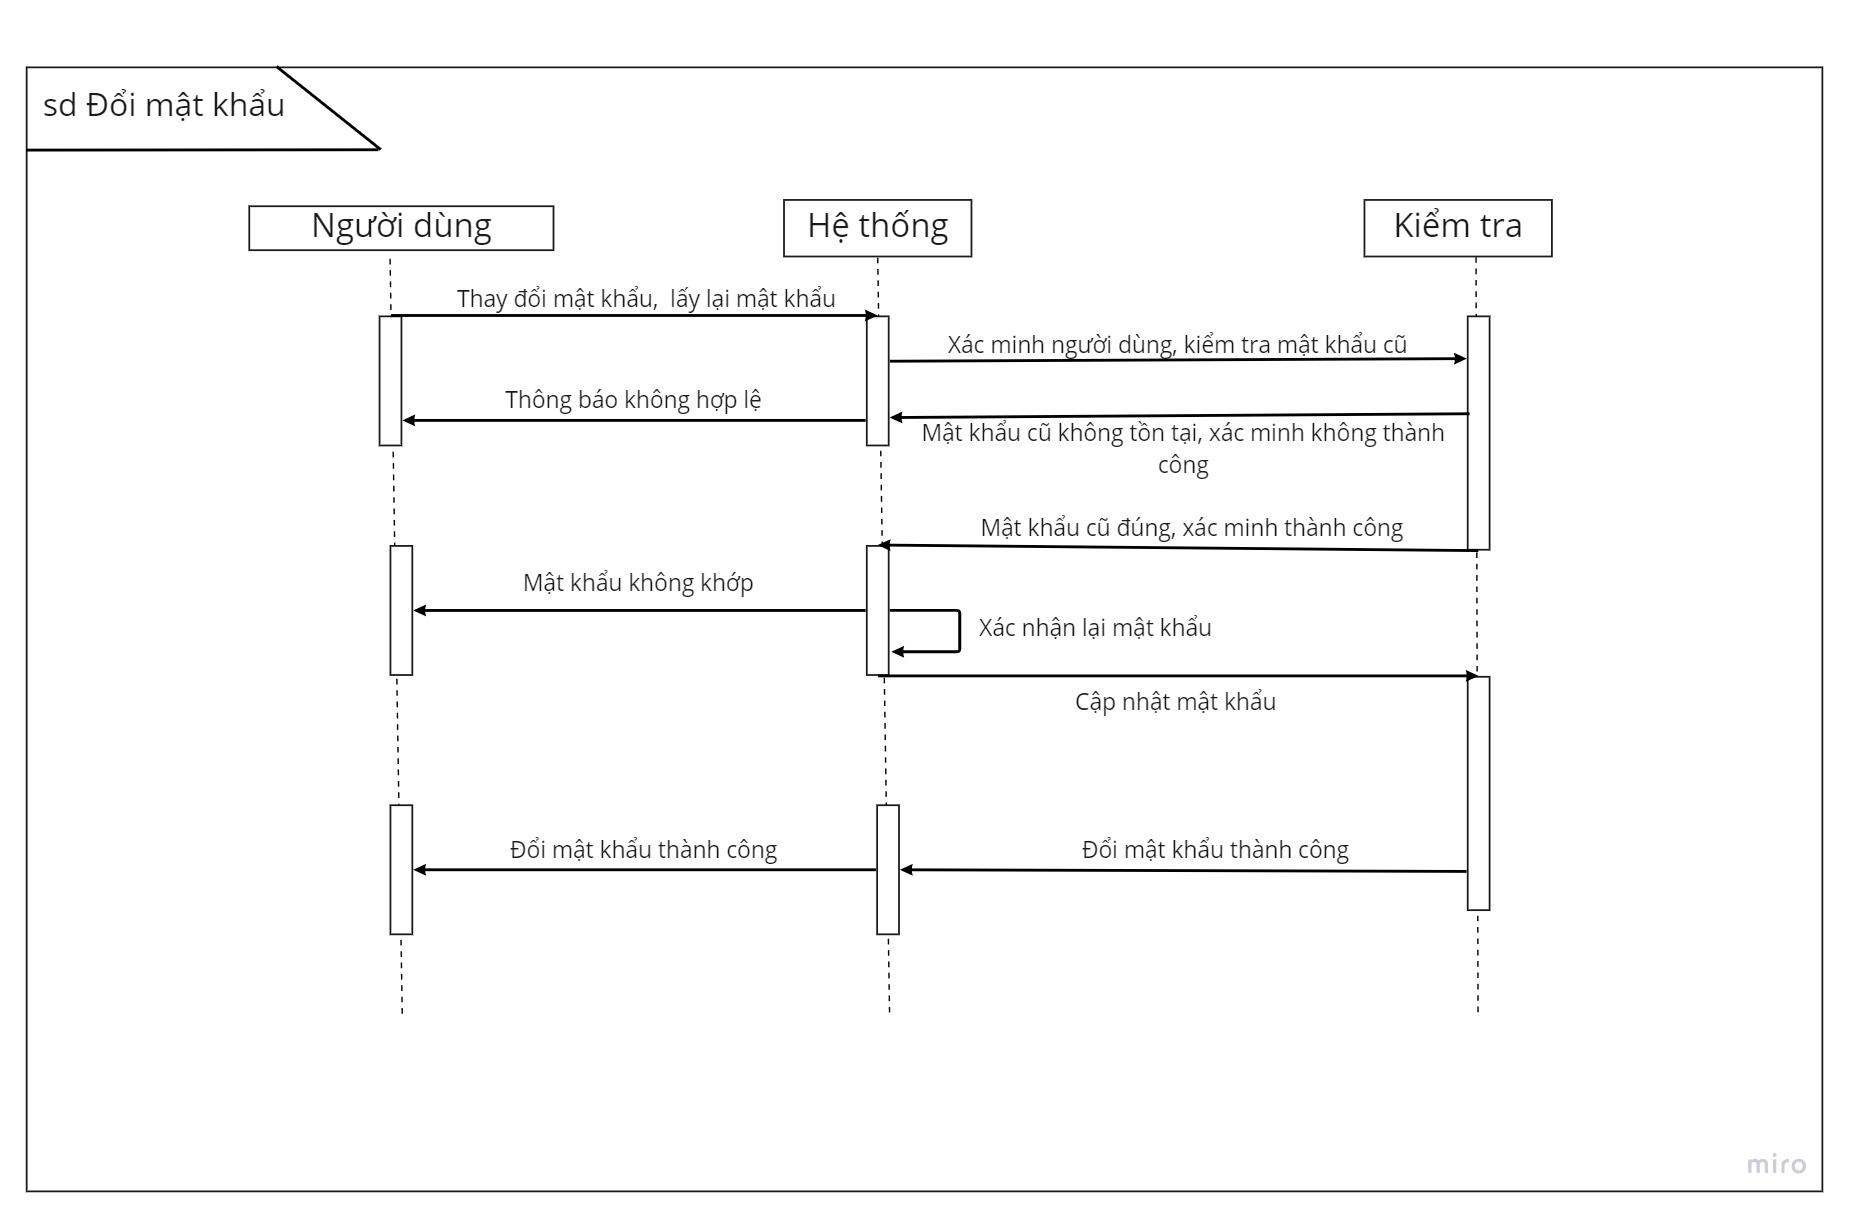 sd Đổi mật khẩu
Người dùng
Hệ thống
Kiểm tra
Thay đổi mật khẩu, lấy lại mật khẩu
Xác minh người dùng, kiểm tra mật khẩu cũ
Thông báo không hợp lệ
Mật khẩu cũ không tồn tại, xác minh không thành
công
Mật khẩu cũ đúng, xác minh thành công
Mật khẩu không khớp
Xác nhận lại mật khẩu
Cập nhật mật khẩu
Đổi mật khẩu thành công
Đổi mật khẩu thành công
miro